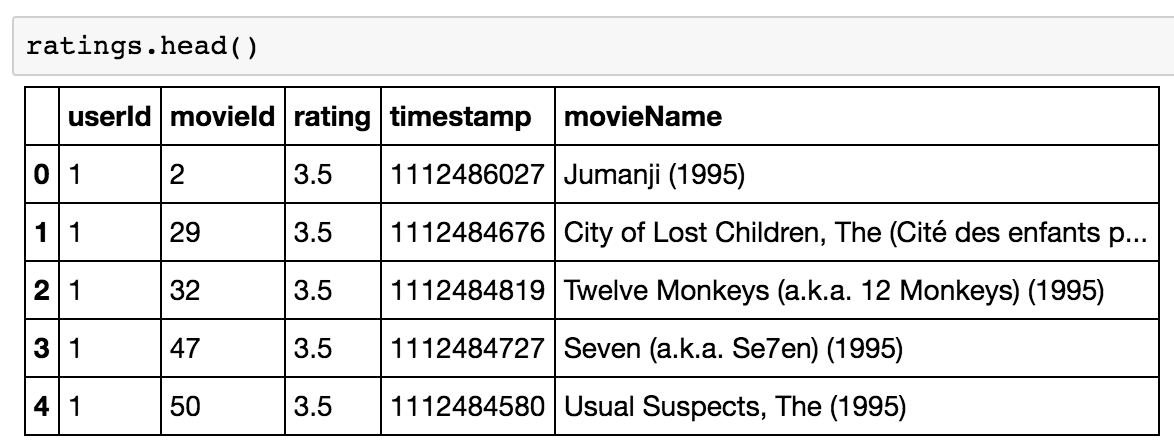 ratings.head()
userId movieId rating timestamp movieName
0 1 2 3.5 1112486027 Jumanji (1995)
1 1 29 3.5 1112484676 City of Lost Children, The (Cité des enfants p...
2 1 32 3.5 1112484819 Twelve Monkeys (a.k.a. 12 Monkeys) (1995)
3 1 47 3.5 1112484727 Seven (a.k.a. Se7en) (1995)
4 1 50 3.5 1112484580 Usual Suspects, The (1995)